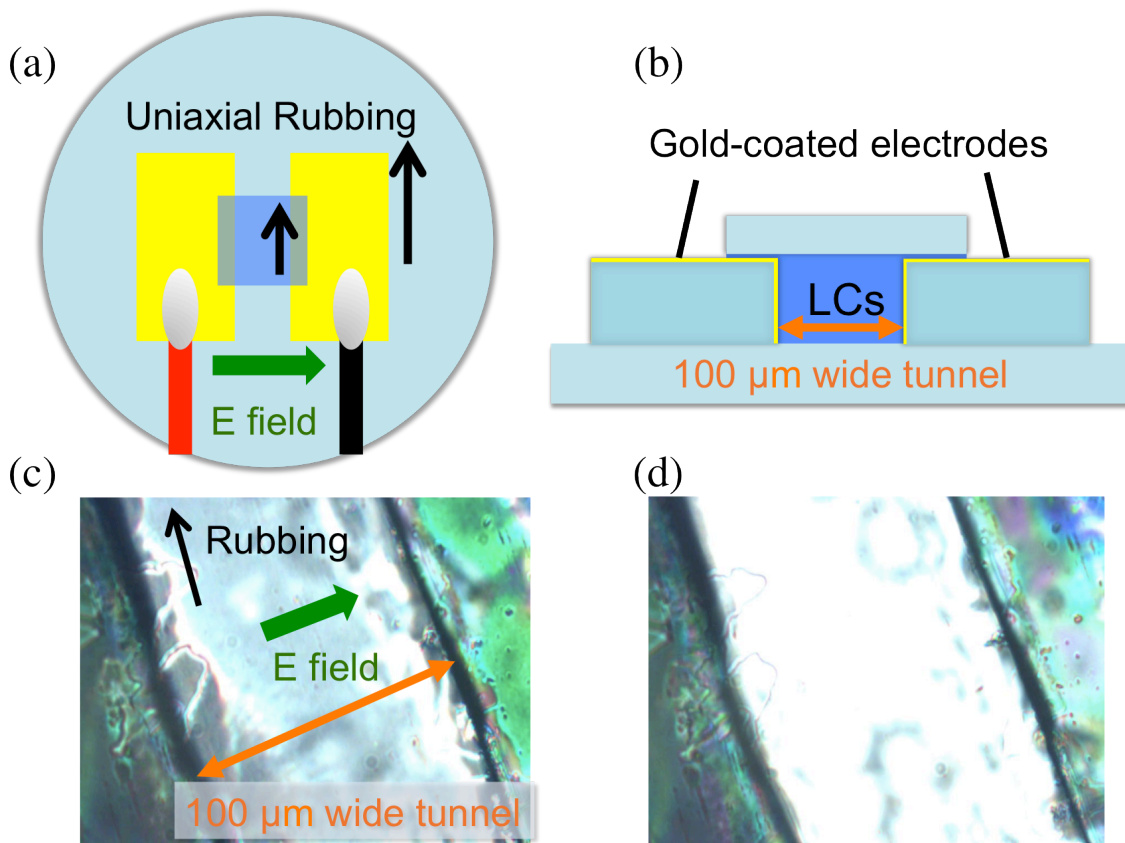 (a)
Uniaxial Rubbing
E field
(b)
Gold-coated electrodes
LCs
100 µm wide tunnel
(c)
Rubbing
E field
100 µm wide tunnel
(d)